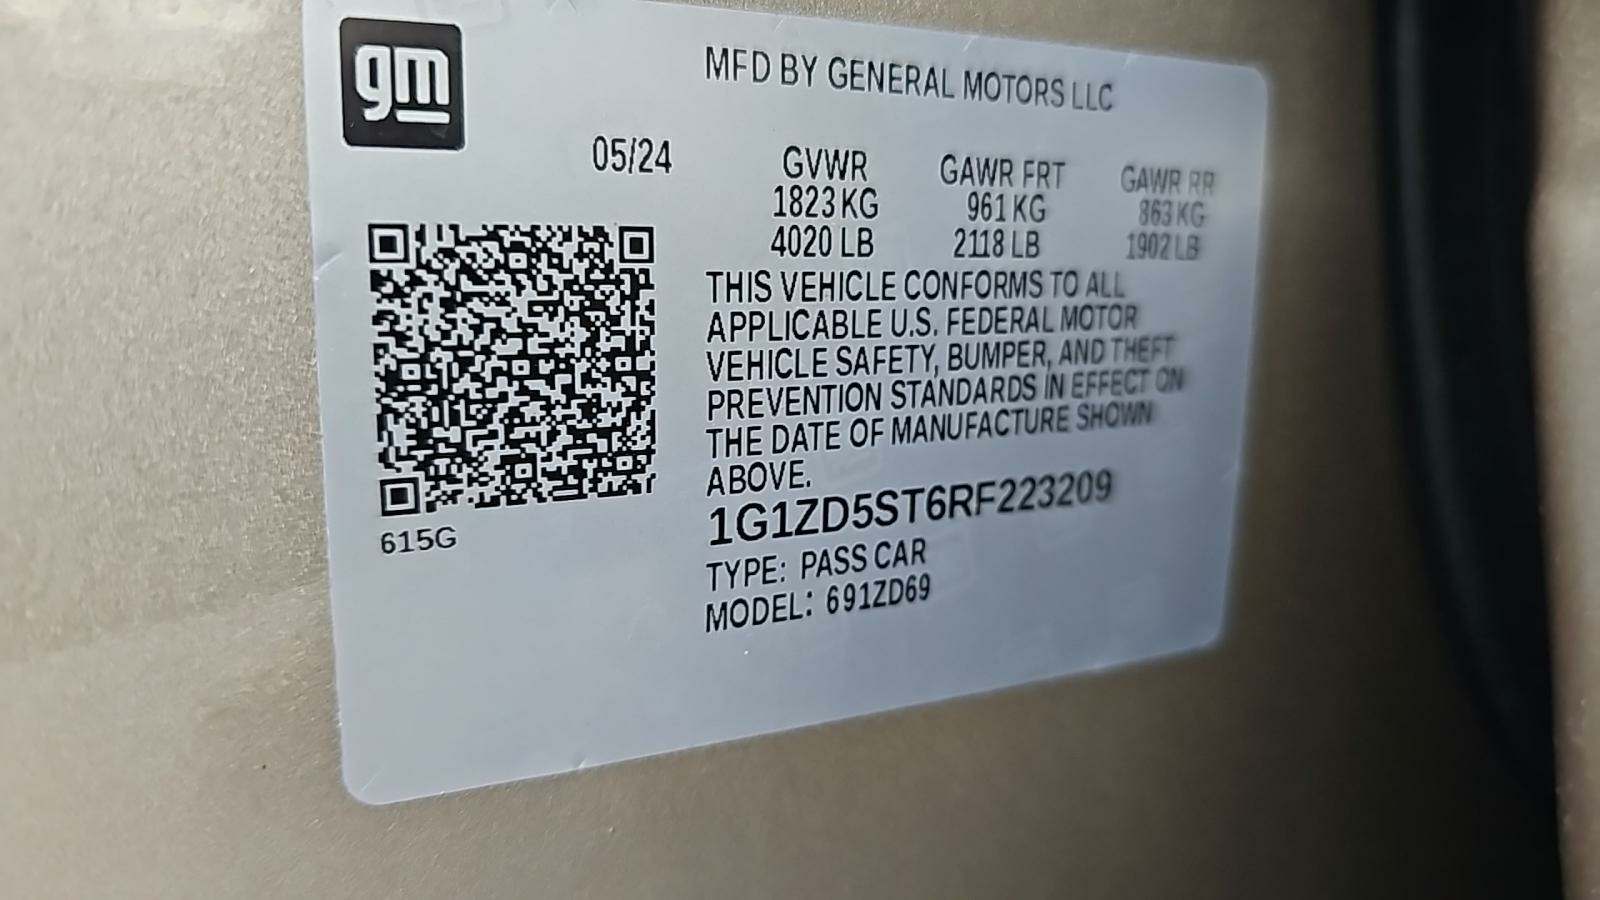 gm
MFD BY GENERAL MOTORS LLC
05/24 GVWR GAWR FRT GAWR RR
1823 KG 961 KG 863 KG
4020 LB 2118 LB 1902 LB
THIS VEHICLE CONFORMS TO ALL
APPLICABLE U.S. FEDERAL MOTOR
VEHICLE SAFETY, BUMPER, AND THEFT
PREVENTION STANDARDS IN EFFECT ON
THE DATE OF MANUFACTURE SHOWN
ABOVE.
1G1ZD5ST6RF223209
615G
TYPE: PASS CAR
MODEL: 691ZD69